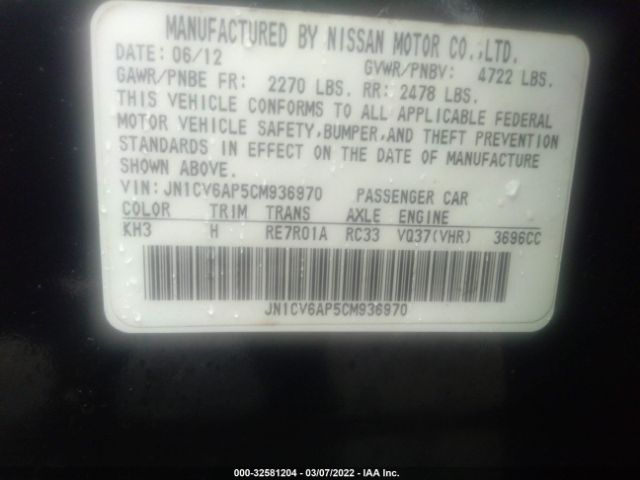 MANUFACTURED BY NISSAN MOTOR CO.,LTD.
DATE: 06/12 GVWR/PNBV: 4722 LBS.
GAWR/PNBE FR: 2270 LBS. RR: 2478 LBS.
THIS VEHICLE CONFORMS TO ALL APPLICABLE FEDERAL
MOTOR VEHICLE SAFETY, BUMPER, AND THEFT PREVENTION
STANDARDS IN EFFECT ON THE DATE OF MANUFACTURE
SHOWN ABOVE.
VIN: JN1CV6AP5CM936970 PASSENGER CAR
COLOR TRIM TRANS AXLE ENGINE
KH3 H RE7R01A RC33 VQ37(VHR) 3696CC
JN1CV6AP5CM936970
000-32581204 - 03/07/2022 - IAA Inc.